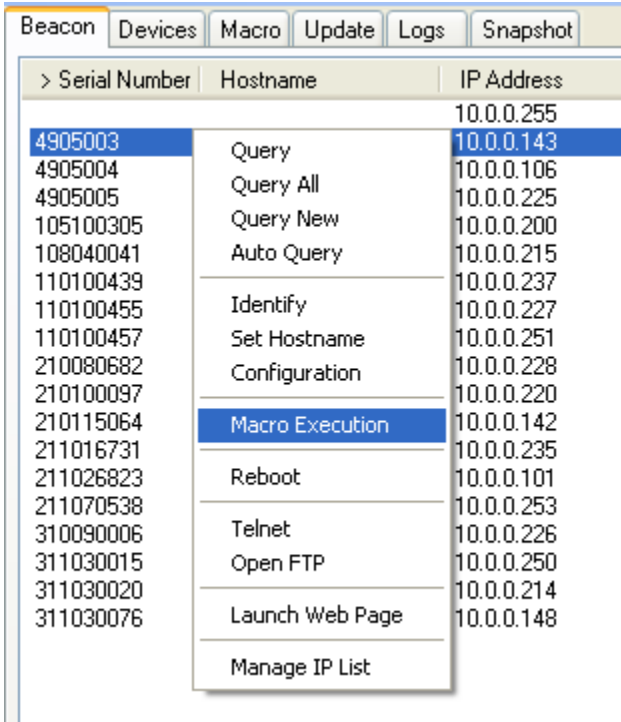 Beacon Devices Macro Update Logs Snapshot
> Serial Number Hostname IP Address
10.0.0.255
4905003 10.0.0.143
4905004 10.0.0.106
4905005 10.0.0.225
105100305 10.0.0.200
108040041 10.0.0.215
110100439 10.0.0.237
110100455 10.0.0.227
110100457 10.0.0.251
210080682 10.0.0.228
210100097 10.0.0.220
210115064 10.0.0.142
211016731 10.0.0.235
211026823 10.0.0.101
211070538 10.0.0.253
310090006 10.0.0.226
311030015 10.0.0.250
311030020 10.0.0.214
311030076 10.0.0.148
Query
Query All
Query New
Auto Query
Identify
Set Hostname
Configuration
Macro Execution
Reboot
Telnet
Open FTP
Launch Web Page
Manage IP List